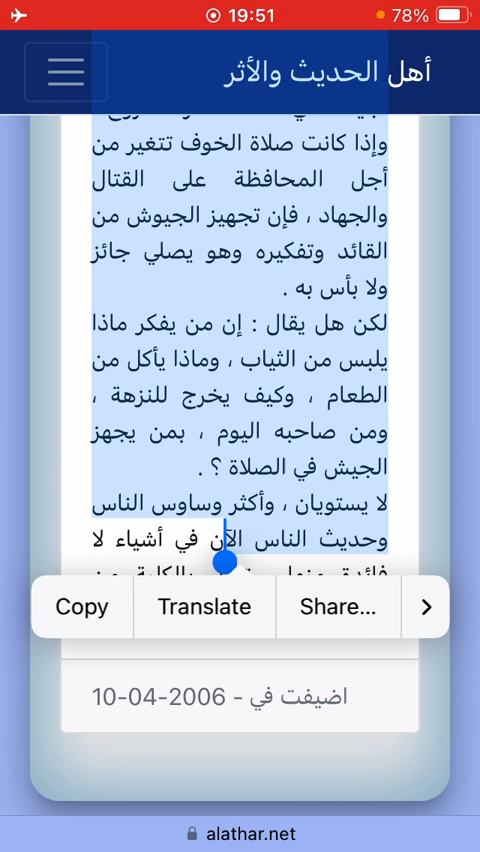 19:51
78%
أهل الحديث والأثر
وإذا كانت صلاة الخوف تتغير من
أجل المحافظة على القتال
والجهاد ، فإن تجهيز الجيوش من
القائد وتفكيره وهو يصلي جائز
ولا بأس به .
لكن هل يقال : إن من يفكر ماذا
يلبس من الثياب ، وماذا يأكل من
الطعام ، وكيف يخرج للنزهة ،
ومن صاحبه اليوم ، بمن يجهز
الجيش في الصلاة ؟ .
لا يستويان ، وأكثر وساوس الناس
وحديث الناس الآن في أشياء لا
Copy
Translate
Share...
اضيفت في - 2006-04-10
alathar.net